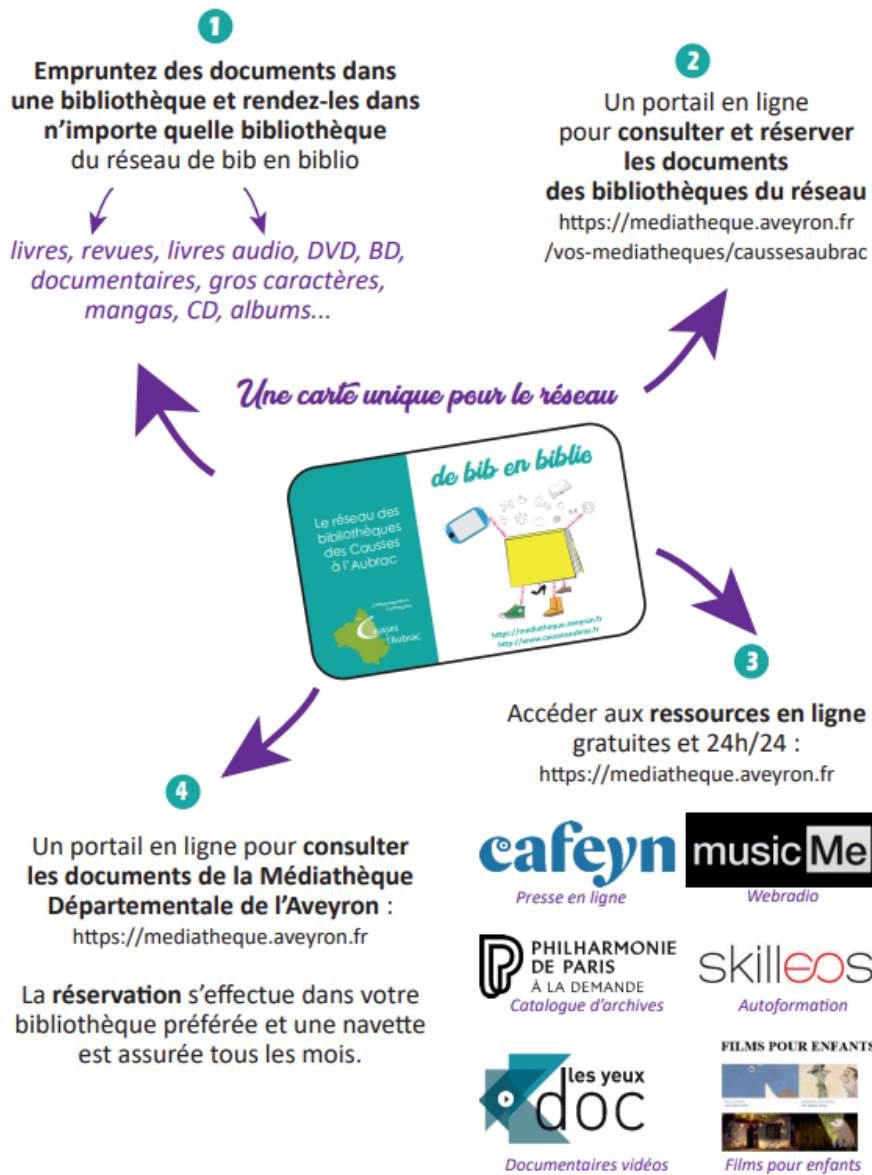 1
Empruntez des documents dans
une bibliothèque et rendez-les dans
n'importe quelle bibliothèque
du réseau de bib en biblio
livres, revues, livres audio, DVD, BD,
documentaires, gros caractères,
mangas, CD, albums...
2
Un portail en ligne
pour consulter et réserver
les documents
des bibliothèques du réseau
https://mediatheque.aveyron.fr
/vos-mediatheques/caussesaubrac
Une carte unique pour le réseau
Le réseau des
bibliothèques
des Causses
à l'Aubrac
Causses
l'Aubrac
de bib en biblio
https://mediatheque.aveyron.fr
http://www.caussesaubrac.fr
3
Accéder aux ressources en ligne
gratuites et 24h/24 :
https://mediatheque.aveyron.fr
cafeyn
Presse en ligne
musicMe
Webradio
PHILHARMONIE
DE PARIS
À LA DEMANDE
Catalogue d'archives
skilleos
Autoformation
les yeux
doc
Documentaires vidéos
FILMS POUR ENFANTS
Films pour enfants
4
Un portail en ligne pour consulter
les documents de la Médiathèque
Départementale de l'Aveyron :
https://mediatheque.aveyron.fr
La réservation s'effectue dans votre
bibliothèque préférée et une navette
est assurée tous les mois.